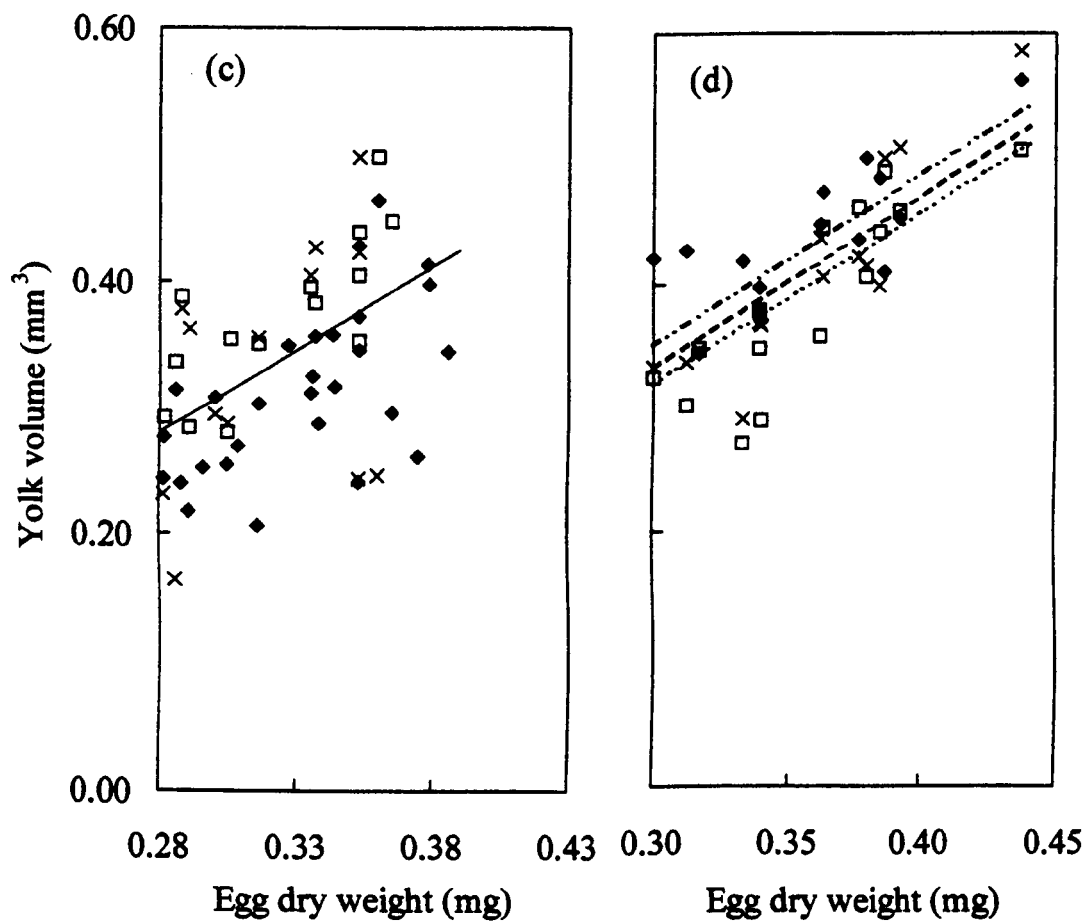 0.60
(c)
(d)
0.40
Yolk volume (mm³)
0.20
0.00
0.28 0.33 0.38 0.43 0.30 0.35 0.40 0.45
Egg dry weight (mg) Egg dry weight (mg)